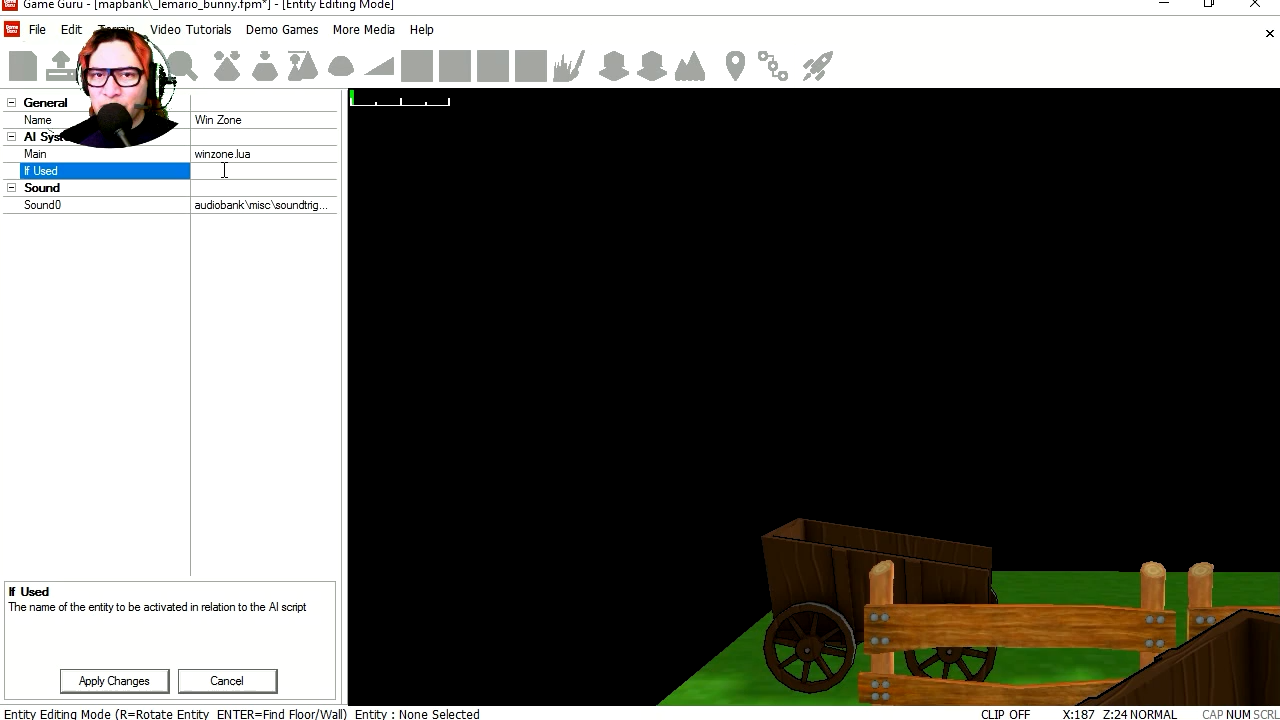 Game Guru - [mapbank\_lemario_bunny.fpm*] - [Entity Editing Mode]
File Edit Terrain Video Tutorials Demo Games More Media Help
General
Name Win Zone
AI Syst
Main winzone.lua
If Used
Sound
Sound0 audiobank\misc\soundtrig...
If Used
The name of the entity to be activated in relation to the AI script
Apply Changes Cancel
Entity Editing Mode (R=Rotate Entity ENTER=Find Floor/Wall) Entity : None Selected CLIP OFF X:187 Z:24 NORMAL CAP NUM SCRL